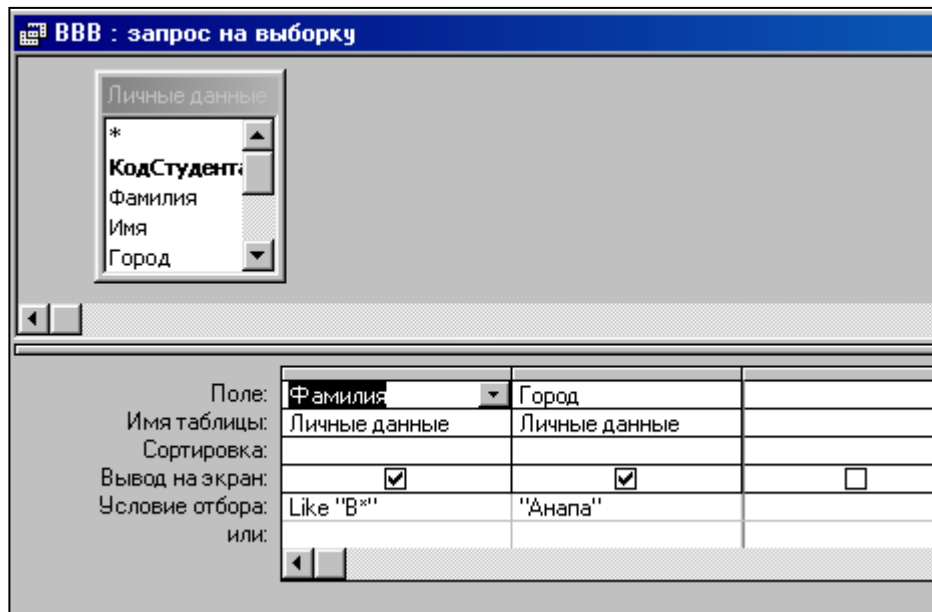 ВВВ : запрос на выборку
Личные данные
*
КодСтудента
Фамилия
Имя
Город
Поле: Фамилия Город
Имя таблицы: Личные данные Личные данные
Сортировка:
Вывод на экран:
Условие отбора: Like "В*" "Анапа"
или: